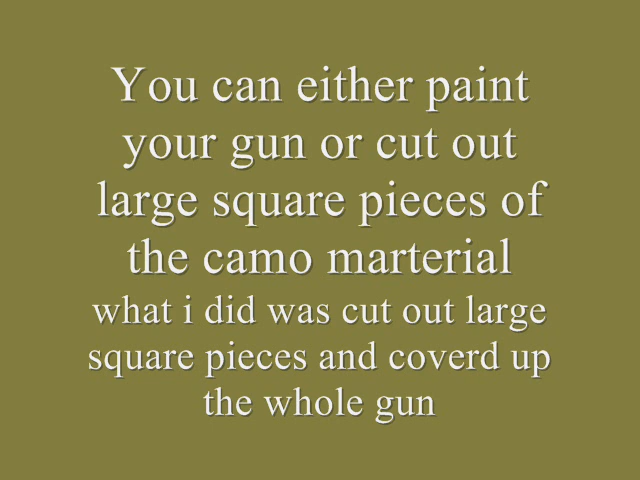 You can either paint
your gun or cut out
large square pieces of
the camo marterial
what i did was cut out large
square pieces and coverd up
the whole gun